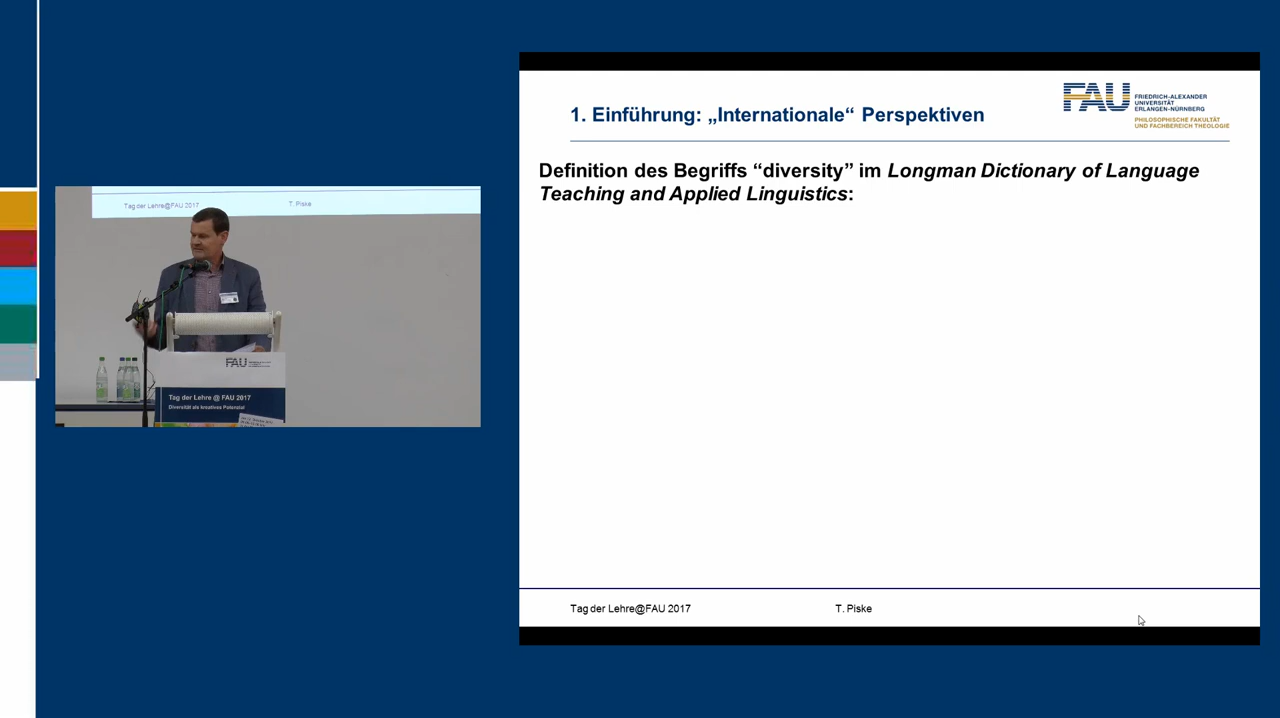 1. Einführung: „Internationale“ Perspektiven
FAU
FRIEDRICH-ALEXANDER
UNIVERSITÄT
ERLANGEN-NÜRNBERG
PHILOSOPHISCHE FAKULTÄT
UND FACHBEREICH THEOLOGIE
Definition des Begriffs “diversity” im Longman Dictionary of Language
Teaching and Applied Linguistics:
Tag der Lehre@FAU 2017 T. Piske
Tag der Lehre@FAU 2017 T. Piske
FAU
Tag der Lehre @ FAU 2017
Diversität als kreatives Potenzial